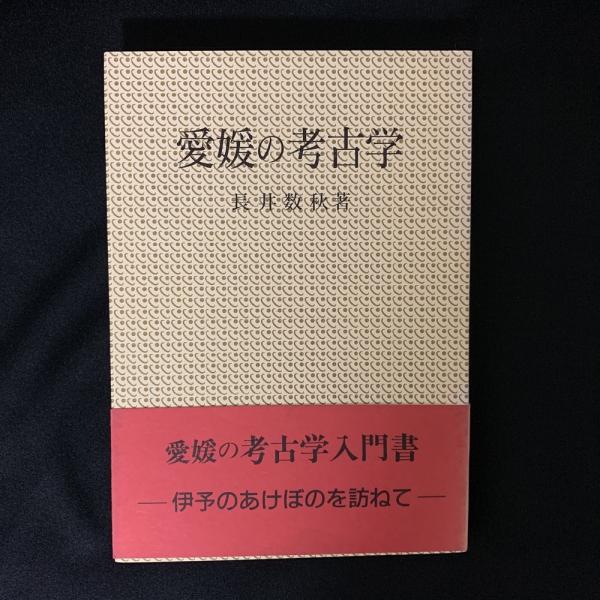 愛媛の考古学
長井数秋著
愛媛の考古学入門書
―伊予のあけぼのを訪ねて―